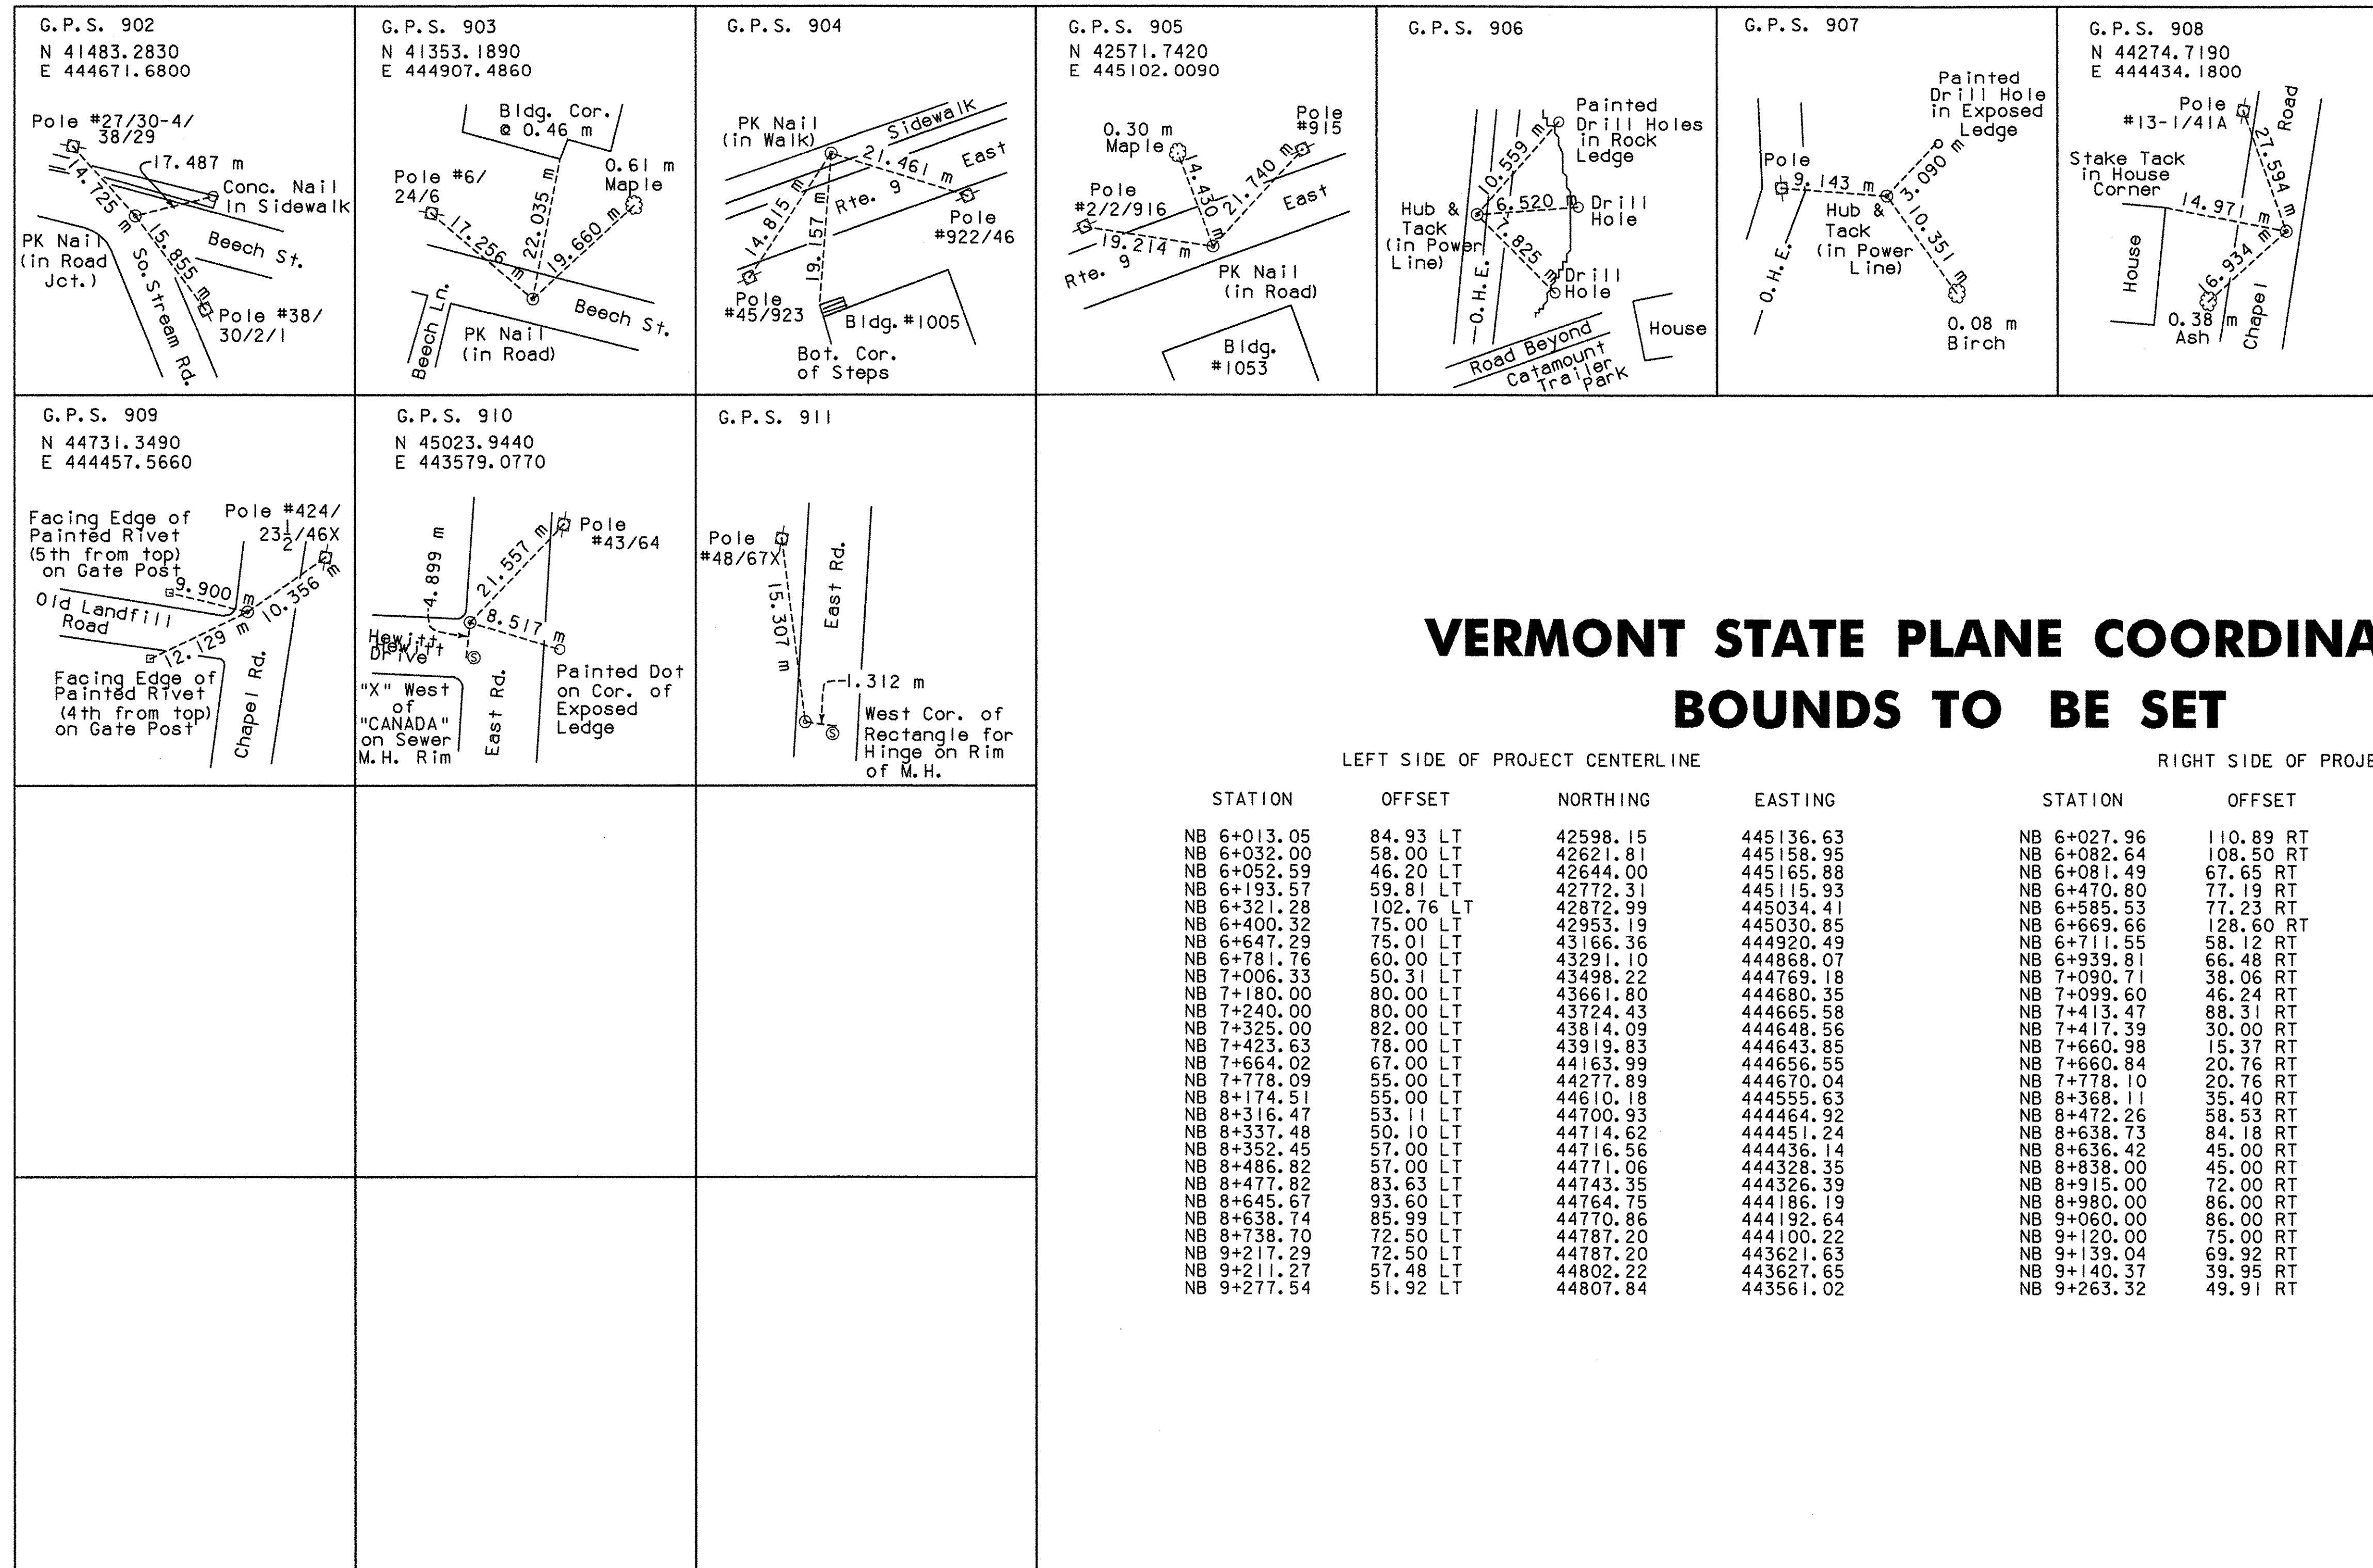 G.P.S. 902
N 41483.2830
E 444671.6800
Pole #27/30-4/
38/29
17.487 m
14.725 m
Conc. Nail
In Sidewalk
15.855 m
PK Nail
(in Road
Jct.)
Beech St.
So.Stream Rd.
Pole #38/
30/2/1
G.P.S. 903
N 41353.1890
E 444907.4860
Bldg. Cor.
@ 0.46 m
Pole #6/
24/6
0.61 m
Maple
17.256 m
22.035 m
19.660 m
Beech Ln.
PK Nail
(in Road)
Beech St.
G.P.S. 904
PK Nail
(in Walk)
Sidewalk
21.461 m
East
14.815 m
19.157 m
Rte. 9
Pole
#922/46
Pole
#45/923
Bldg.#1005
Bot. Cor.
of Steps
G.P.S. 905
N 42571.7420
E 445102.0090
0.30 m
Maple
Pole
#915
Pole
#2/2/916
14.430 m
21.740 m
East
19.214 m
Rte. 9
PK Nail
(in Road)
Bldg.
#1053
G.P.S. 906
Painted
Drill Holes
in Rock
Ledge
10.559 m
6.520 m
Drill
Hole
Hub &
Tack
(in Power
Line)
7.825 m
Drill
Hole
O.H.E.
House
Road Beyond
Catamount
Trailer
Park
G.P.S. 907
Painted
Drill Hole
in Exposed
Ledge
Pole
9.143 m
3.090 m
Hub &
Tack
(in Power
Line)
10.351 m
O.H.E.
0.08 m
Birch
G.P.S. 908
N 44274.7190
E 444434.1800
Pole
#13-1/41A
Road
27.594 m
Stake Tack
in House
Corner
14.971 m
House
16.934 m
0.38 m
Ash
Chapel
G.P.S. 909
N 44731.3490
E 444457.5660
Facing Edge of
Painted Rivet
(5th from top)
on Gate Post
Pole #424/
23 1/2/46X
9.900 m
10.356 m
Old Landfill
Road
12.129 m
Facing Edge of
Painted Rivet
(4th from top)
on Gate Post
Chapel Rd.
G.P.S. 910
N 45023.9440
E 443579.0770
4.899 m
21.557 m
Pole
#43/64
8.517 m
Hewitt
Drive
S
"X" West
of
"CANADA"
on Sewer
M.H. Rim
East Rd.
Painted Dot
on Cor. of
Exposed
Ledge
G.P.S. 911
Pole
#48/67X
East Rd.
15.307 m
1.312 m
S
West Cor. of
Rectangle for
Hinge on Rim
of M.H.
VERMONT STATE PLANE COORDINA
BOUNDS TO BE SET
LEFT SIDE OF PROJECT CENTERLINE
STATION OFFSET NORTHING EASTING
NB 6+013.05 84.93 LT 42598.15 445136.63
NB 6+032.00 58.00 LT 42621.81 445158.95
NB 6+052.59 46.20 LT 42644.00 445165.88
NB 6+193.57 59.81 LT 42772.31 445115.93
NB 6+321.28 102.76 LT 42872.99 445034.41
NB 6+400.32 75.00 LT 42953.19 445030.85
NB 6+647.29 75.01 LT 43166.36 444920.49
NB 6+781.76 60.00 LT 43291.10 444868.07
NB 7+006.33 50.31 LT 43498.22 444769.18
NB 7+180.00 80.00 LT 43661.80 444680.35
NB 7+240.00 80.00 LT 43724.43 444665.58
NB 7+325.00 82.00 LT 43814.09 444648.56
NB 7+423.63 78.00 LT 43919.83 444643.85
NB 7+664.02 67.00 LT 44163.99 444656.55
NB 7+778.09 55.00 LT 44277.89 444670.04
NB 8+174.51 55.00 LT 44610.18 444555.63
NB 8+316.47 53.11 LT 44700.93 444464.92
NB 8+337.48 50.10 LT 44714.62 444451.24
NB 8+352.45 57.00 LT 44716.56 444436.14
NB 8+486.82 57.00 LT 44771.06 444328.35
NB 8+477.82 83.63 LT 44743.35 444326.39
NB 8+645.67 93.60 LT 44764.75 444186.19
NB 8+638.74 85.99 LT 44770.86 444192.64
NB 8+738.70 72.50 LT 44787.20 444100.22
NB 9+217.29 72.50 LT 44787.20 443621.63
NB 9+211.27 57.48 LT 44802.22 443627.65
NB 9+277.54 51.92 LT 44807.84 443561.02
RIGHT SIDE OF PROJE
STATION OFFSET
NB 6+027.96 110.89 RT
NB 6+082.64 108.50 RT
NB 6+081.49 67.65 RT
NB 6+470.80 77.19 RT
NB 6+585.53 77.23 RT
NB 6+669.66 128.60 RT
NB 6+711.55 58.12 RT
NB 6+939.81 66.48 RT
NB 7+090.71 38.06 RT
NB 7+099.60 46.24 RT
NB 7+413.47 88.31 RT
NB 7+417.39 30.00 RT
NB 7+660.98 15.37 RT
NB 7+660.84 20.76 RT
NB 7+778.10 20.76 RT
NB 8+368.11 35.40 RT
NB 8+472.26 58.53 RT
NB 8+638.73 84.18 RT
NB 8+636.42 45.00 RT
NB 8+838.00 45.00 RT
NB 8+915.00 72.00 RT
NB 8+980.00 86.00 RT
NB 9+060.00 86.00 RT
NB 9+120.00 75.00 RT
NB 9+139.04 69.92 RT
NB 9+140.37 39.95 RT
NB 9+263.32 49.91 RT